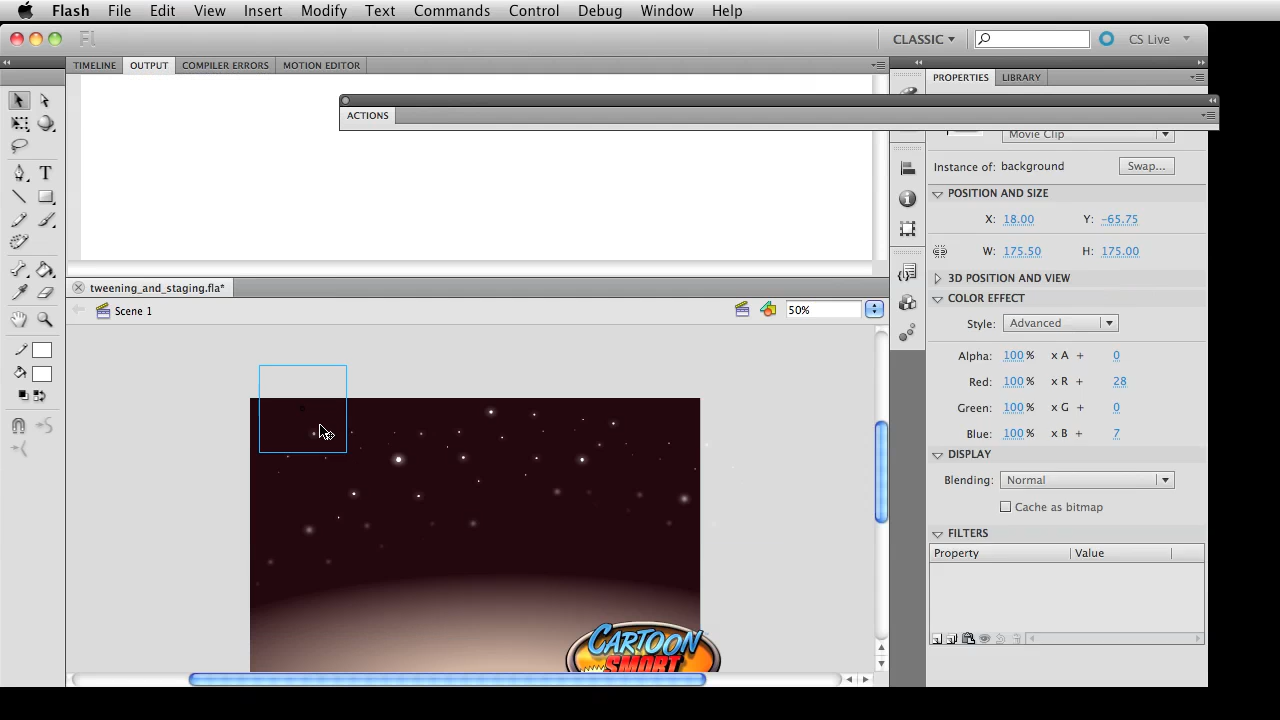 Flash File Edit View Insert Modify Text Commands Control Debug Window Help
Fl CLASSIC CS Live
TIMELINE OUTPUT COMPILER ERRORS MOTION EDITOR
PROPERTIES LIBRARY
ACTIONS
Movie Clip
Instance of: background Swap...
POSITION AND SIZE
X: 18.00 Y: -65.75
W: 175.50 H: 175.00
3D POSITION AND VIEW
tweening_and_staging.fla*
COLOR EFFECT
Scene 1 50%
Style: Advanced
Alpha: 100 % x A + 0
Red: 100 % x R + 28
Green: 100 % x G + 0
Blue: 100 % x B + 7
DISPLAY
Blending: Normal
Cache as bitmap
FILTERS
Property Value
CARTOON
SMART